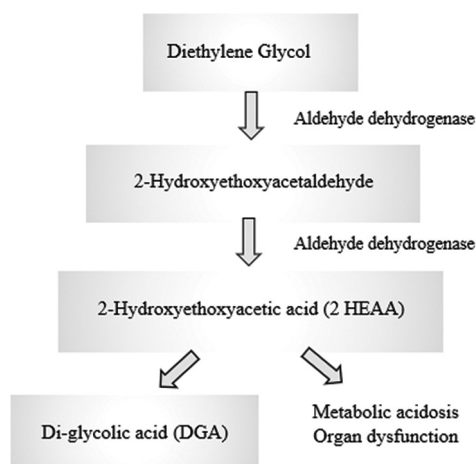 Diethylene Glycol
Aldehyde dehydrogenase
2-Hydroxyethoxyacetaldehyde
Aldehyde dehydrogenase
2-Hydroxyethoxyacetic acid (2 HEAA)
Di-glycolic acid (DGA)
Metabolic acidosis
Organ dysfunction